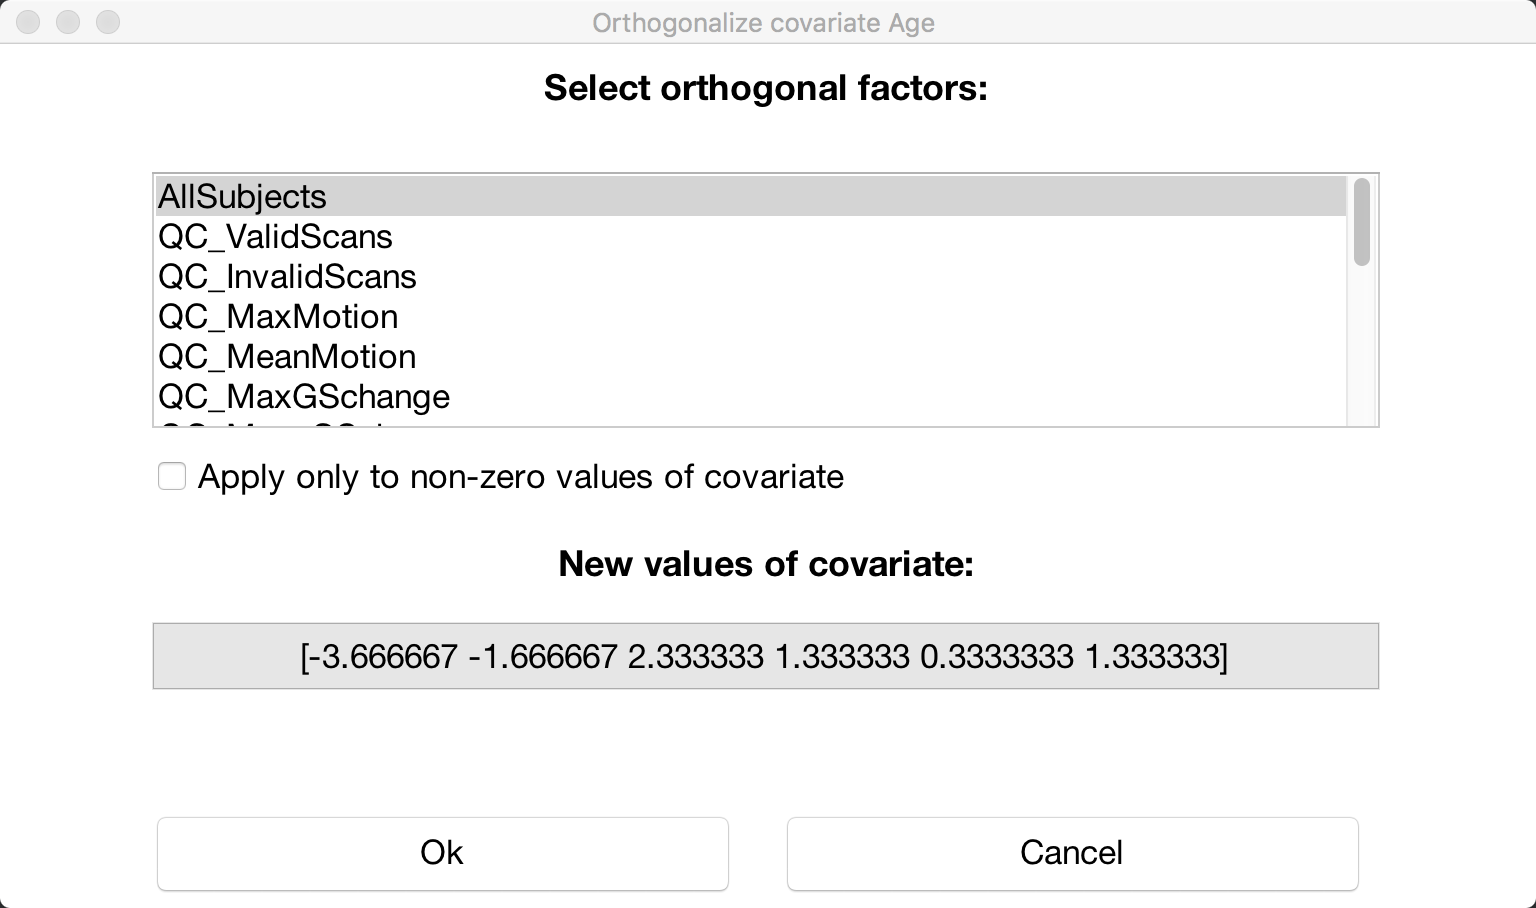 Orthogonalize covariate Age
Select orthogonal factors:
AllSubjects
QC_ValidScans
QC_InvalidScans
QC_MaxMotion
QC_MeanMotion
QC_MaxGSchange
Apply only to non-zero values of covariate
New values of covariate:
[-3.666667 -1.666667 2.333333 1.333333 0.3333333 1.333333]
Ok
Cancel